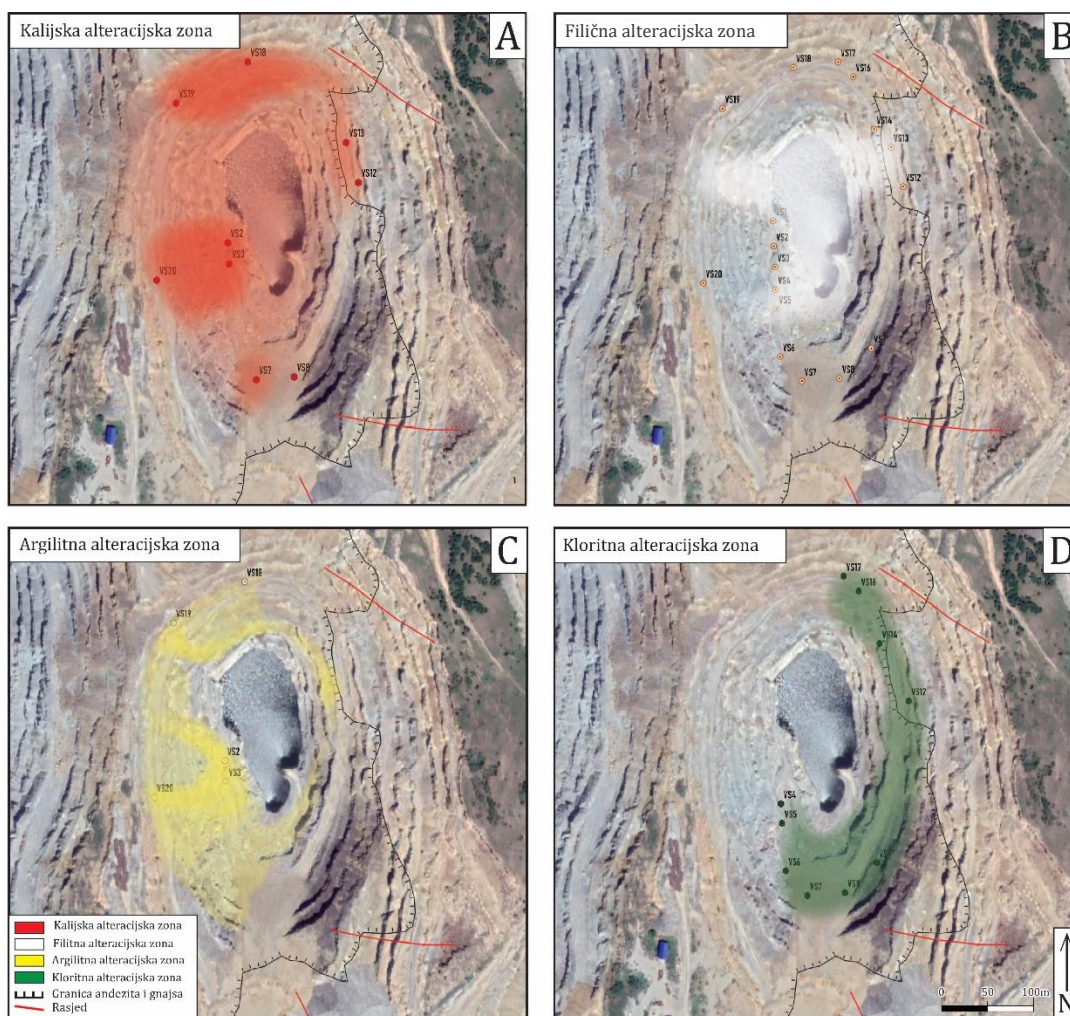 Kalijska alteracijska zona
A
VS18
VS19
VS13
VS12
VS2
VS3
VS20
VS7
VS8
Filična alteracijska zona
B
VS18
VS17
VS16
VS19
VS14
VS13
VS12
VS2
VS3
VS4
VS5
VS20
VS6
VS7
VS8
Argilitna alteracijska zona
C
VS18
VS19
VS2
VS3
VS20
Kalijska alteracijska zona
Filitna alteracijska zona
Argilitna alteracijska zona
Kloritna alteracijska zona
Granica andezita i gnajsa
Rasjed
Kloritna alteracijska zona
D
VS17
VS16
VS14
VS12
VS4
VS5
VS6
VS7
0 50 100m
N